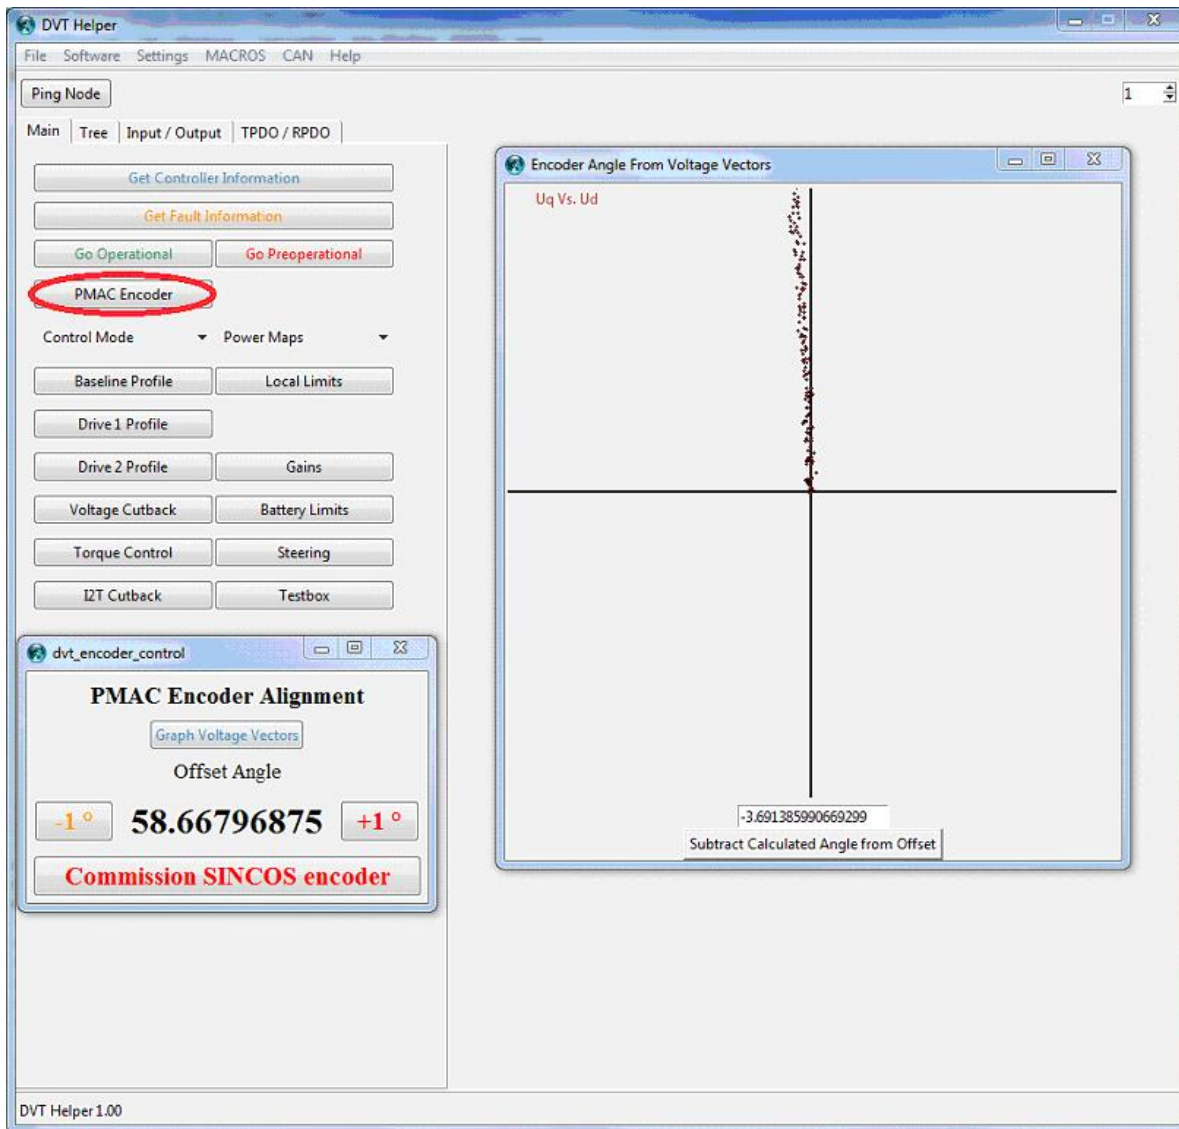 DVT Helper
File Software Settings MACROS CAN Help
Ping Node
1
Main Tree Input / Output TPDO / RPDO
Get Controller Information
Get Fault Information
Go Operational Go Preoperational
PMAC Encoder
Control Mode Power Maps
Baseline Profile Local Limits
Drive 1 Profile
Drive 2 Profile Gains
Voltage Cutback Battery Limits
Torque Control Steering
I2T Cutback Testbox
dvt_encoder_control
PMAC Encoder Alignment
Graph Voltage Vectors
Offset Angle
-1 ° 58.66796875 +1 °
Commission SINCOS encoder
Encoder Angle From Voltage Vectors
Uq Vs. Ud
-3.691385990669299
Subtract Calculated Angle from Offset
DVT Helper 1.00